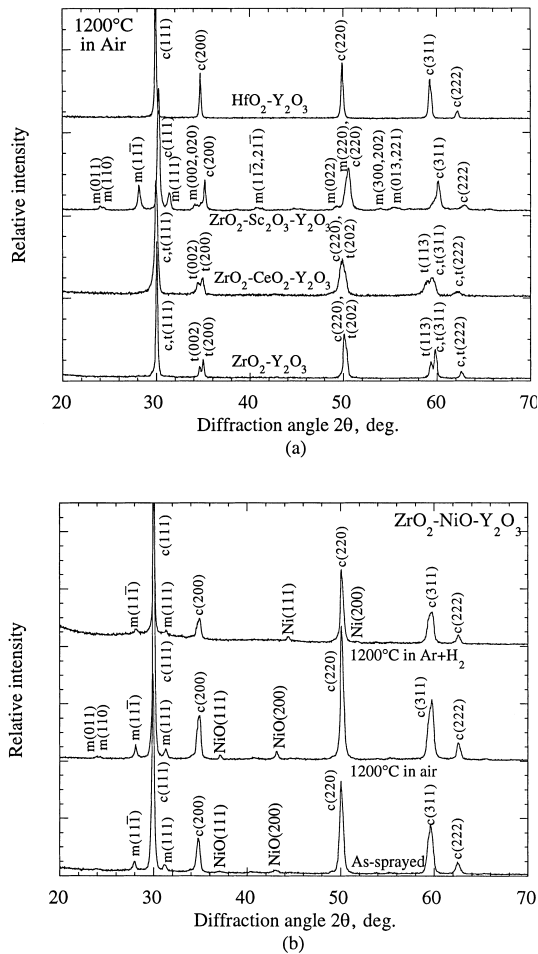 1200°C
in Air
c(111)
c(200)
c(220)
c(311)
c(222)
HfO2-Y2O3
m(011)
m(1̄10)
m(111̄)
c(111)
m(111)
m(002,020)
c(200)
m(11̄2,211̄)
m(022)
m(220),
c(220)
m(300,202)
m(013,221)
c(311)
c(222)
ZrO2-Sc2O3-Y2O3
c,t(111)
t(002)
t(200)
c(220),
t(202)
t(113)
c,t(311)
c,t(222)
ZrO2-CeO2-Y2O3
c,t(111)
t(002)
t(200)
c(220),
t(202)
t(113)
c,t(311)
c,t(222)
ZrO2-Y2O3
Relative intensity
20 30 40 50 60 70
Diffraction angle 2θ, deg.
(a)
ZrO2-NiO-Y2O3
m(111̄)
c(111)
m(111)
c(200)
Ni(111)
c(220)
Ni(200)
c(311)
c(222)
1200°C in Ar+H2
m(011)
m(110)
m(111̄)
c(111)
m(111)
c(200)
NiO(111)
NiO(200)
c(220)
c(311)
c(222)
1200°C in air
m(111̄)
c(111)
m(111)
c(200)
NiO(111)
NiO(200)
c(220)
c(311)
c(222)
As-sprayed
Relative intensity
20 30 40 50 60 70
Diffraction angle 2θ, deg.
(b)